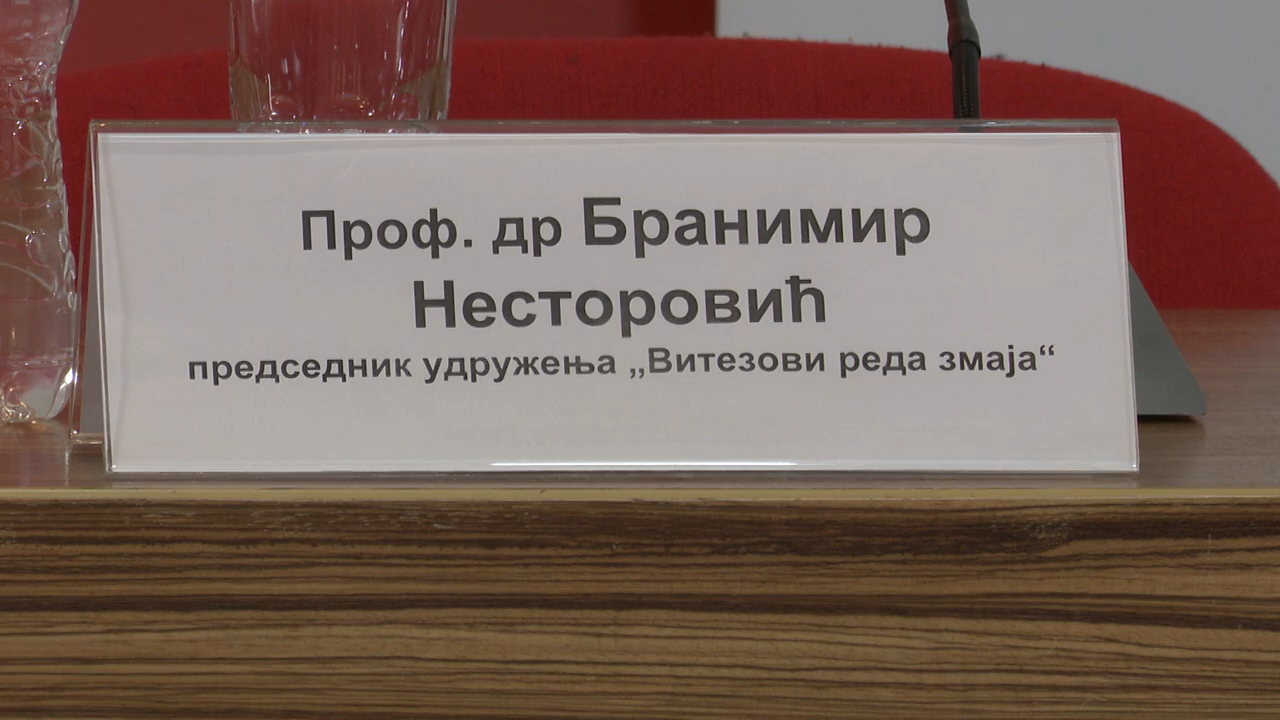 Проф. др Бранимир
Несторовић
председник удружења „Витезови реда змаја“